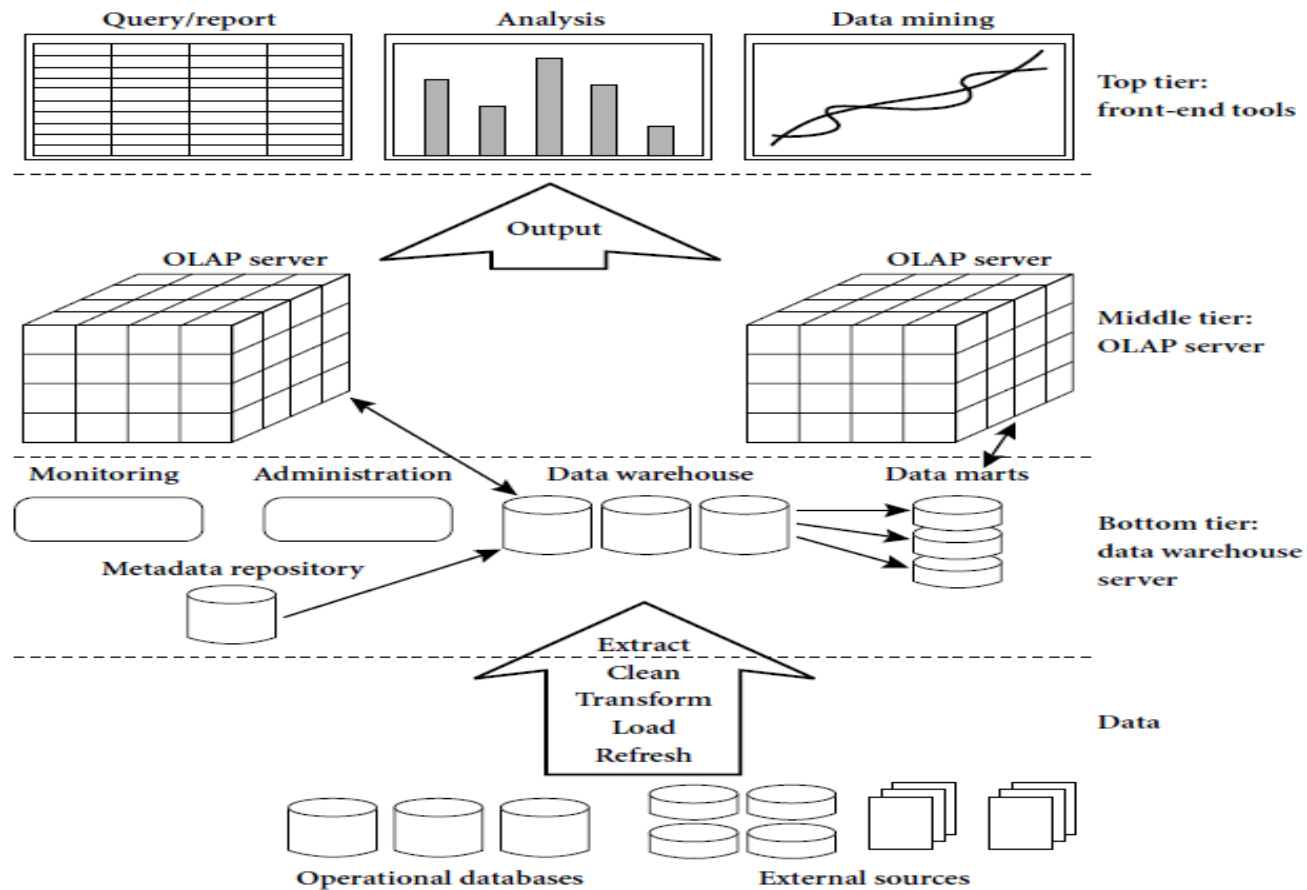 Query/report
Analysis
Data mining
Top tier:
front-end tools
Output
OLAP server
OLAP server
Middle tier:
OLAP server
Monitoring
Administration
Data warehouse
Data marts
Bottom tier:
data warehouse
server
Metadata repository
Extract
Clean
Transform
Load
Refresh
Data
Operational databases
External sources